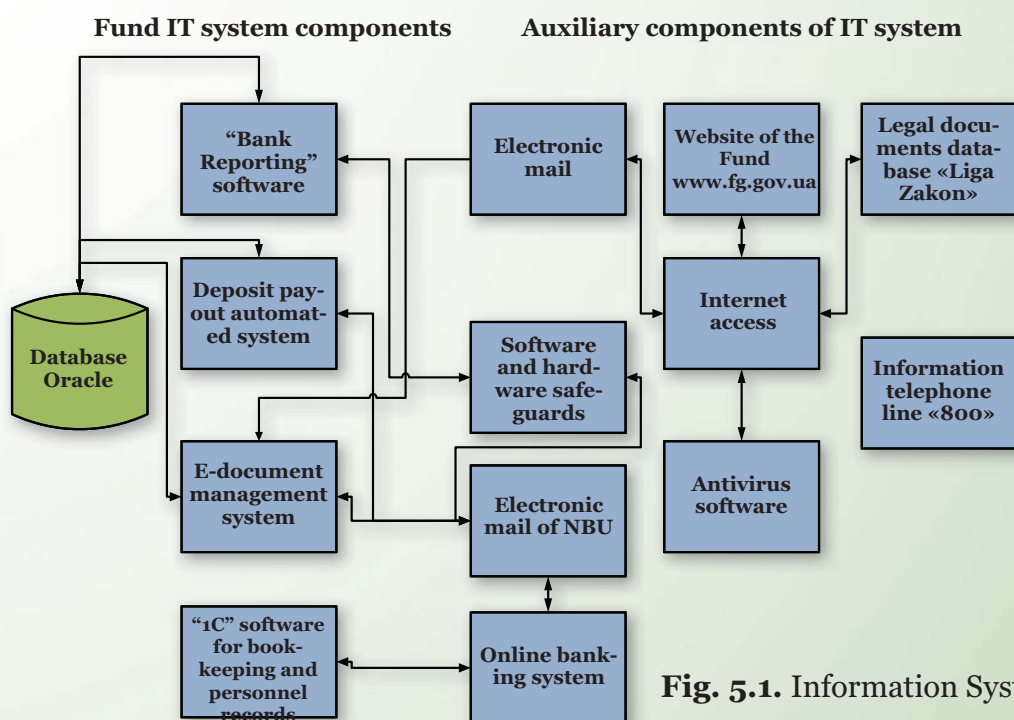 Fund IT system components
Auxiliary components of IT system
“Bank
Reporting”
software
Electronic
mail
Website of the
Fund
www.fg.gov.ua
Legal docu-
ments data-
base «Liga
Zakon»
Deposit pay-
out automat-
ed system
Internet
access
Database
Oracle
Software
and hard-
ware safe-
guards
Information
telephone
line «800»
E-document
management
system
Electronic
mail of NBU
Antivirus
software
“1C” software
for book-
keeping and
personnel
records
Online bank-
ing system
Fig. 5.1. Information Syst